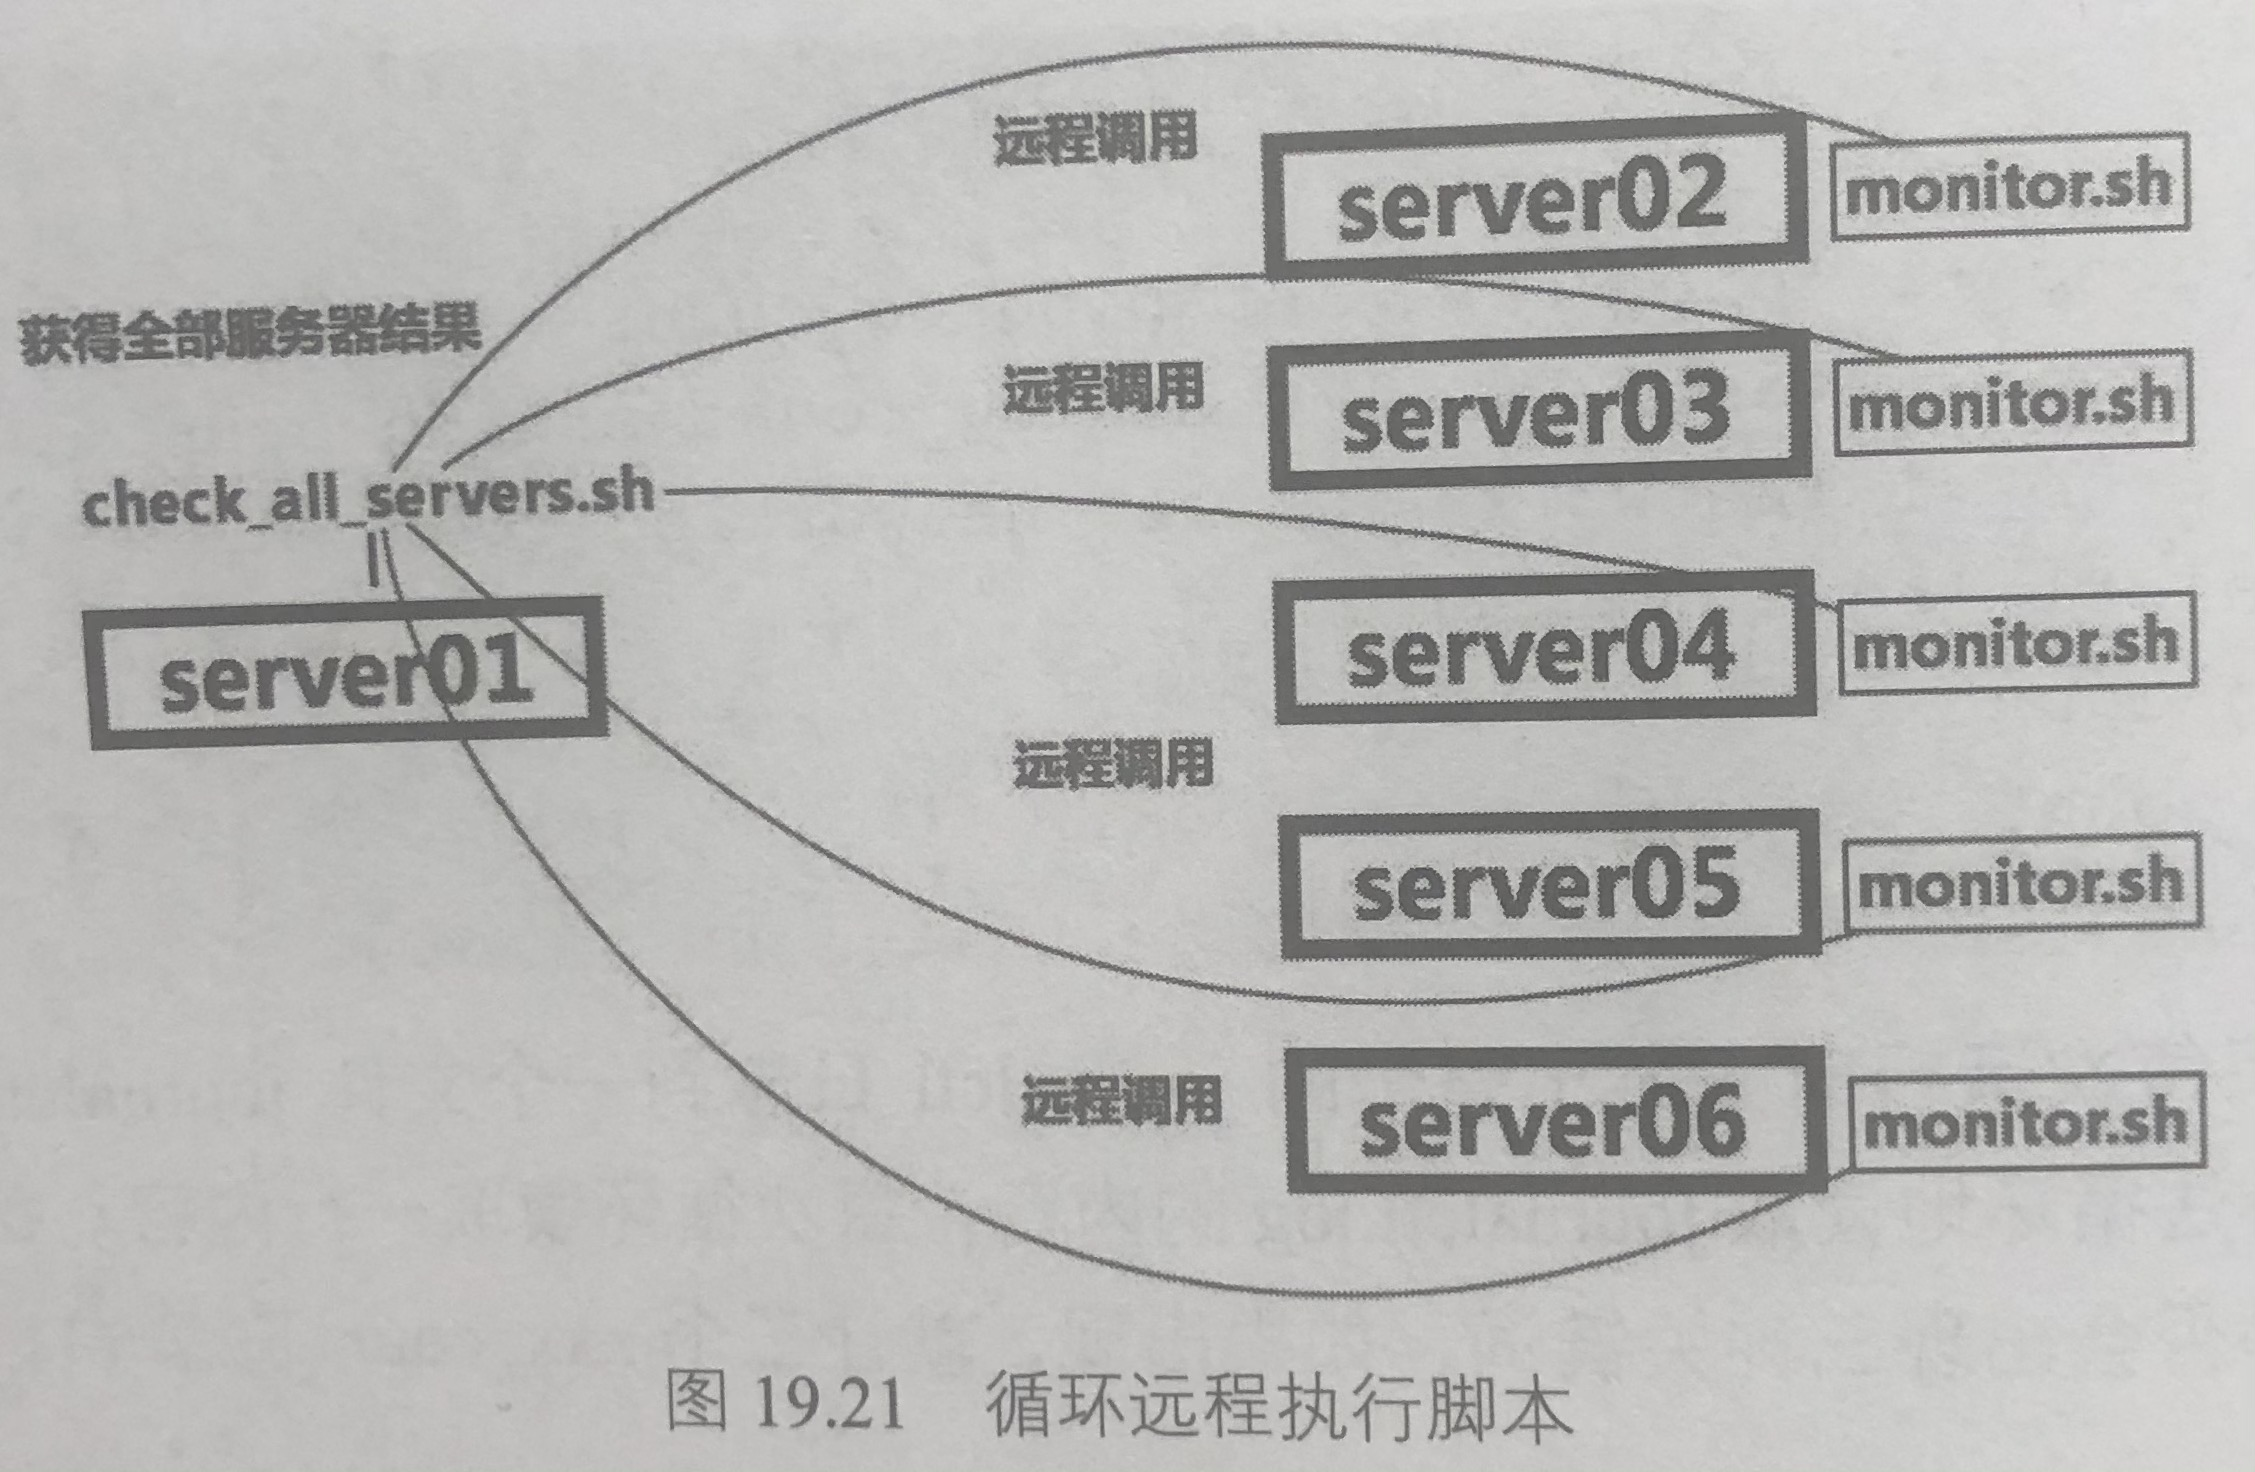 远程调用
server02
monitor.sh
获得全部服务器结果
远程调用
server03
monitor.sh
check_all_servers.sh
server01
server04
monitor.sh
远程调用
server05
monitor.sh
远程调用
server06
monitor.sh
图 19.21 循环远程执行脚本